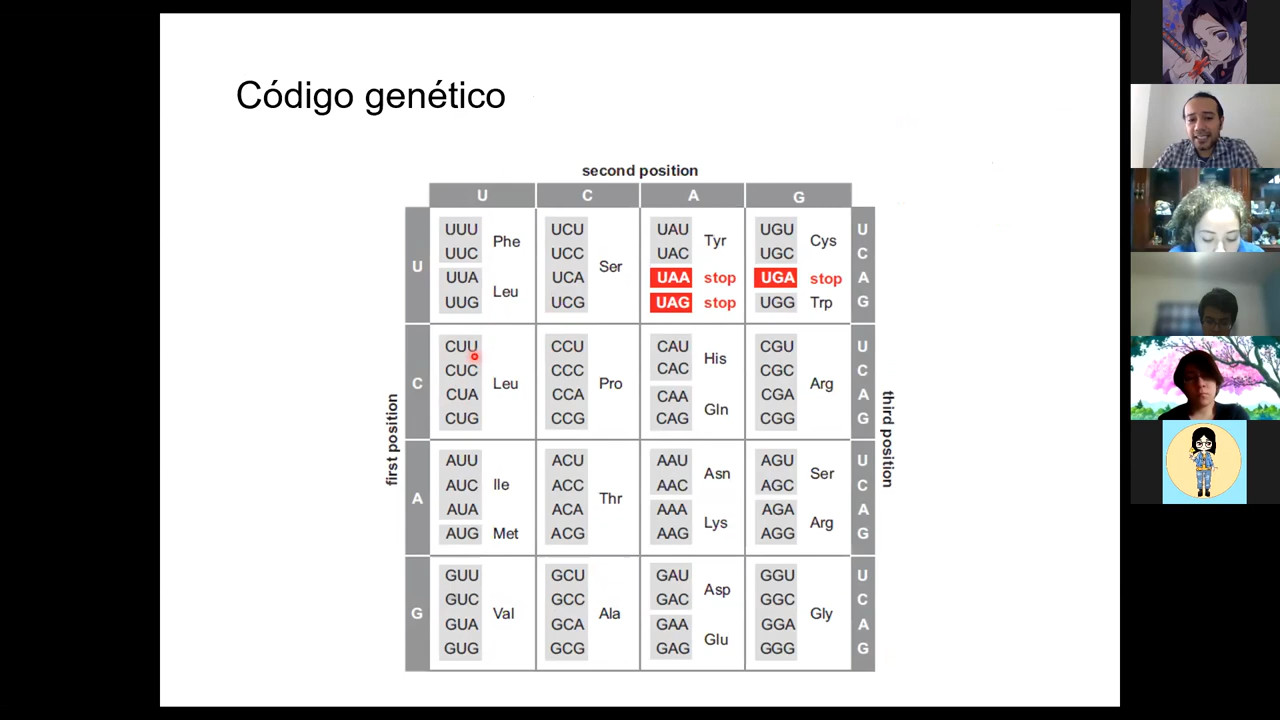 Código genético
second position
U C A G
first position
third position
U
UUU Phe UCU Ser UAU Tyr UGU Cys U
UUC UCC UAC UGC C
UUA Leu UCA UAA stop UGA stop A
UUG UCG UAG stop UGG Trp G
C
CUU Leu CCU Pro CAU His CGU Arg U
CUC CCC CAC CGC C
CUA CCA CAA Gln CGA A
CUG CCG CAG CGG G
A
AUU Ile ACU Thr AAU Asn AGU Ser U
AUC ACC AAC AGC C
AUA ACA AAA Lys AGA Arg A
AUG Met ACG AAG AGG G
G
GUU Val GCU Ala GAU Asp GGU Gly U
GUC GCC GAC GGC C
GUA GCA GAA Glu GGA A
GUG GCG GAG GGG G